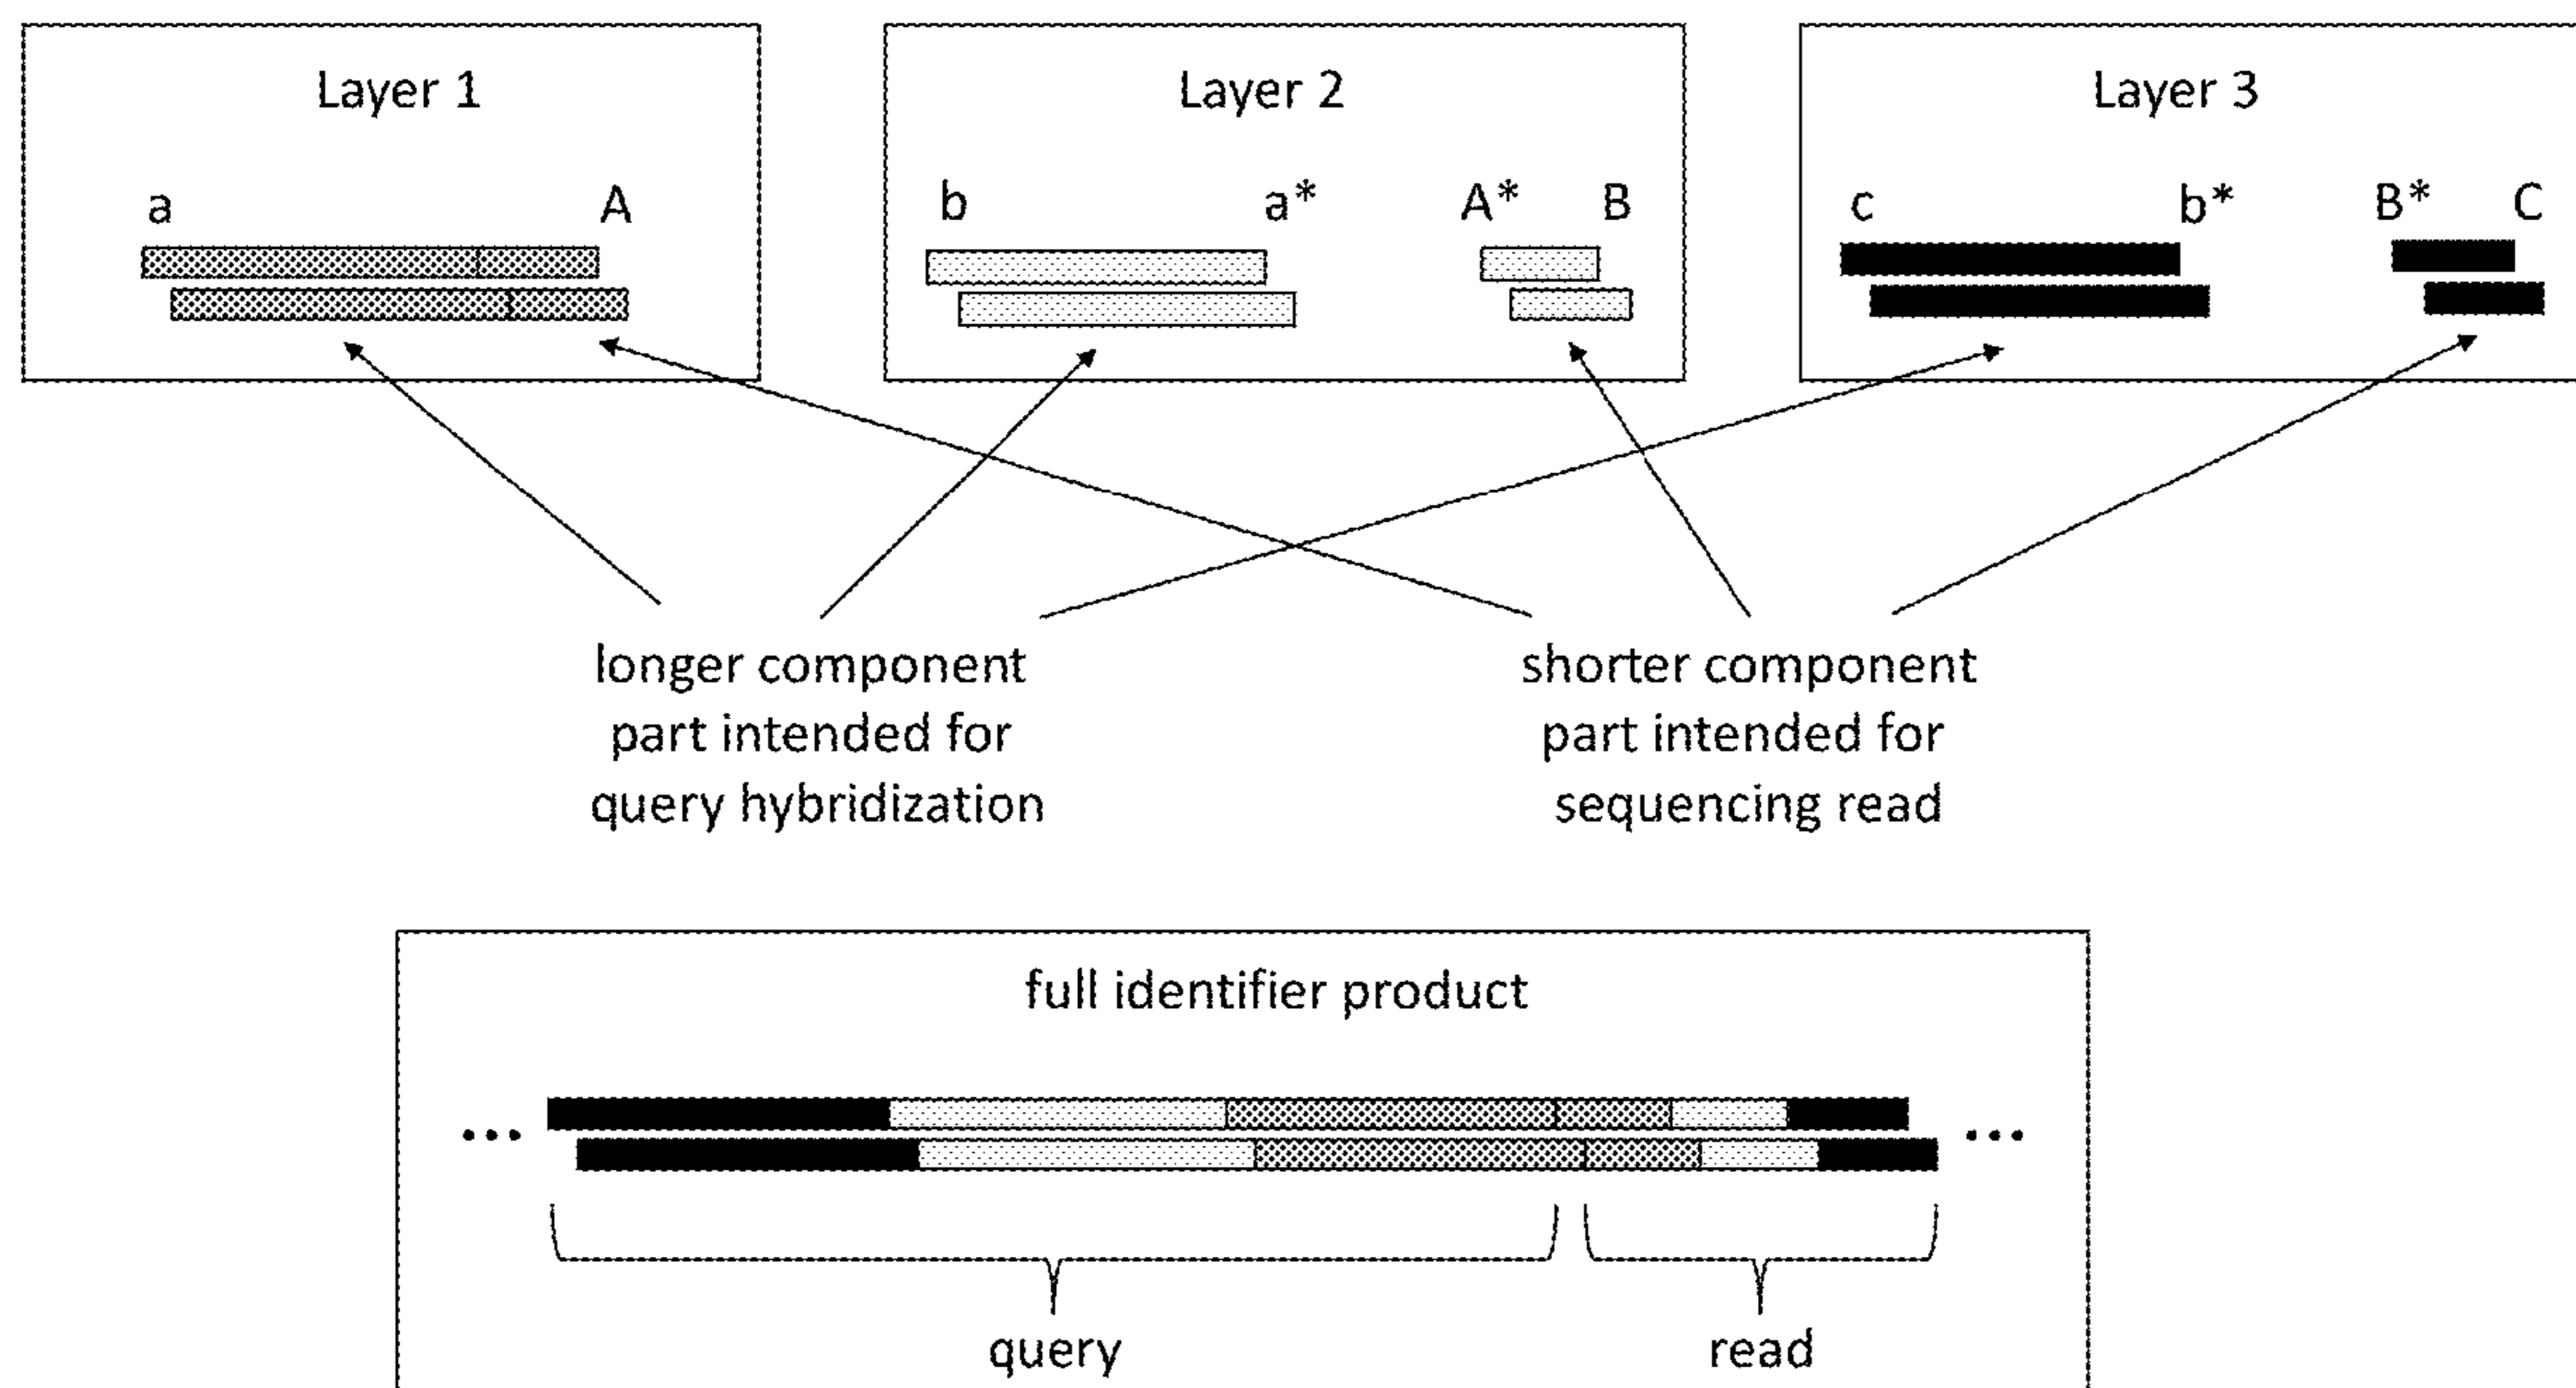 Layer 1
a A
Layer 2
b a* A* B
Layer 3
c b* B* C
longer component
part intended for
query hybridization
shorter component
part intended for
sequencing read
full identifier product
... ...
query read